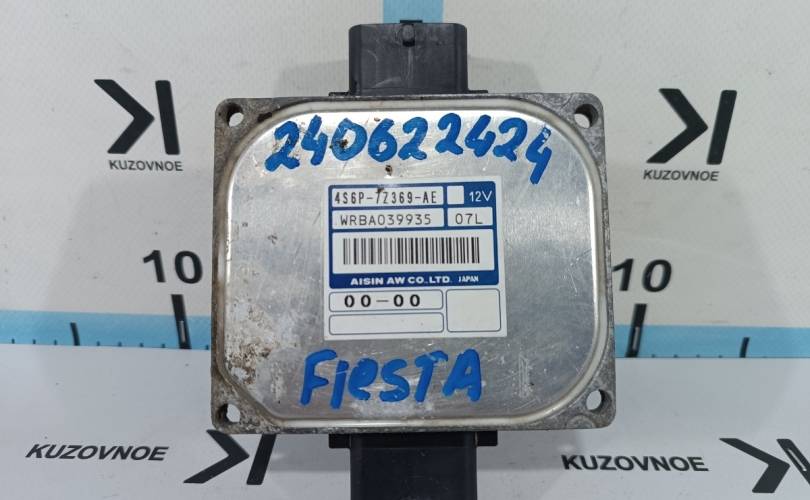 KUZOVNOE
KUZOVNOE
240622424
4S6P-7Z369-AE 12V
WRBA039935 07L
AISIN AW CO.,LTD. JAPAN
00-00
10
10
FIESTA
KUZOVNOE
KUZOVNOE